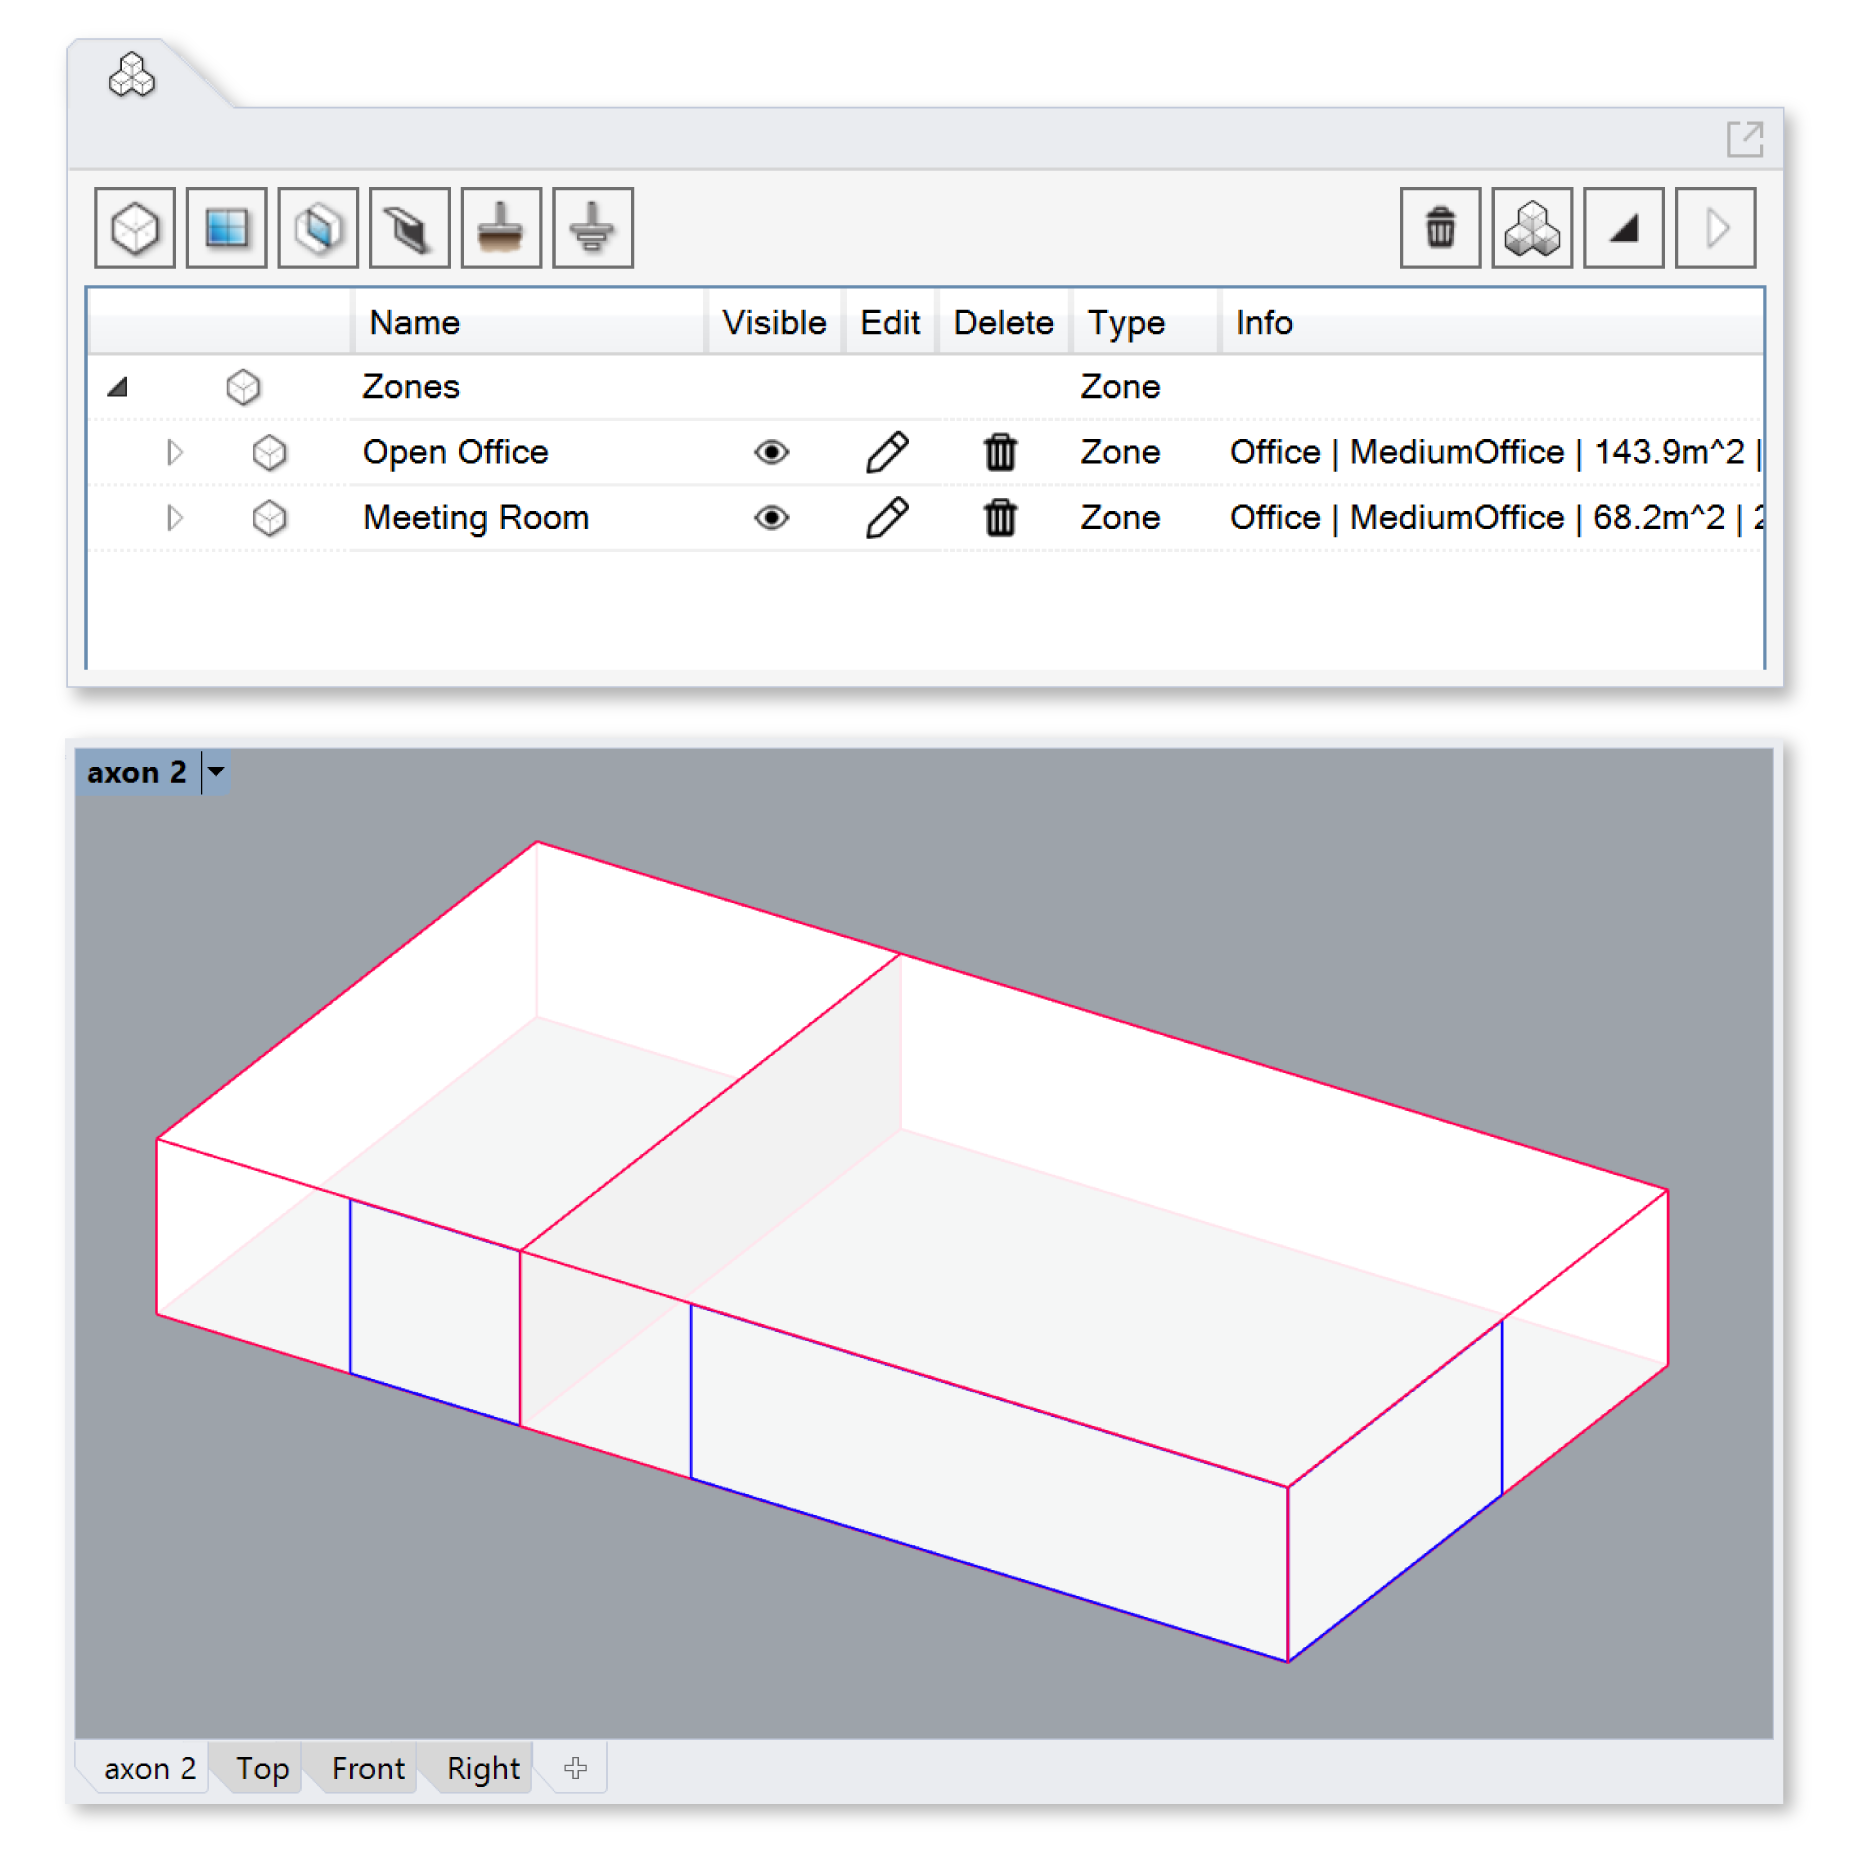 Name Visible Edit Delete Type Info
Zones Zone
Open Office Zone Office | MediumOffice | 143.9m^2 |
Meeting Room Zone Office | MediumOffice | 68.2m^2 |
axon 2
axon 2 Top Front Right